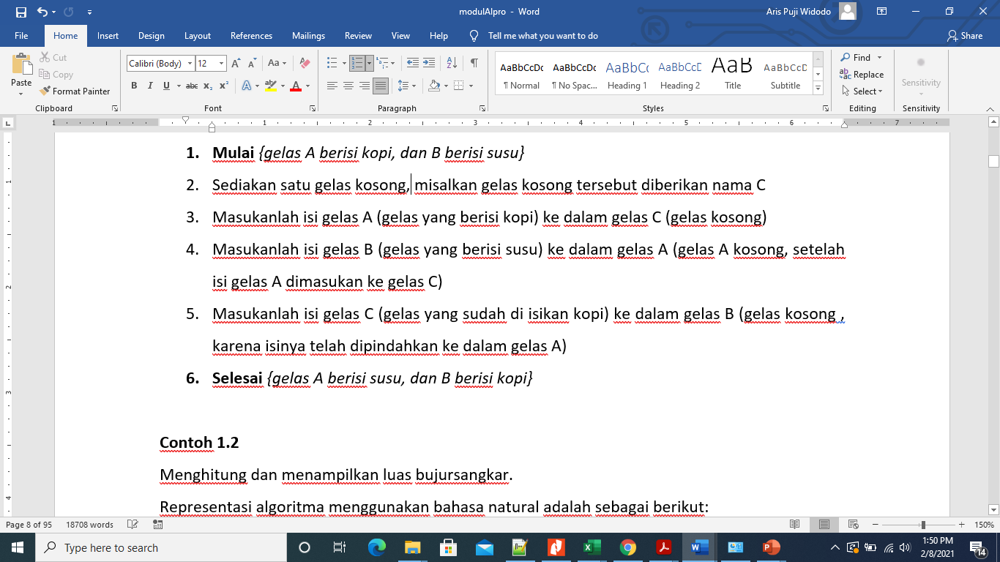 modulAlpro - Word
Aris Puji Widodo
File Home Insert Design Layout References Mailings Review View Help Tell me what you want to do Share
Paste
Cut
Copy
Format Painter
Clipboard
Calibri (Body) 12
Font
Paragraph
AaBbCcDc AaBbCcDc AaBbCc AaBbCcD AaB AaBbCcD
¶ Normal ¶ No Spac... Heading 1 Heading 2 Title Subtitle
Styles
Find
Replace
Select
Editing
Sensitivity
Sensitivity
1 1 2 3 4 5 6 7
1. Mulai {gelas A berisi kopi, dan B berisi susu}
2. Sediakan satu gelas kosong, misalkan gelas kosong tersebut diberikan nama C
3. Masukanlah isi gelas A (gelas yang berisi kopi) ke dalam gelas C (gelas kosong)
4. Masukanlah isi gelas B (gelas yang berisi susu) ke dalam gelas A (gelas A kosong, setelah
isi gelas A dimasukan ke gelas C)
5. Masukanlah isi gelas C (gelas yang sudah di isikan kopi) ke dalam gelas B (gelas kosong ,
karena isinya telah dipindahkan ke dalam gelas A)
6. Selesai {gelas A berisi susu, dan B berisi kopi}
Contoh 1.2
Menghitung dan menampilkan luas bujursangkar.
Representasi algoritma menggunakan bahasa natural adalah sebagai berikut:
Page 8 of 95 18708 words 150%
Type here to search
1:50 PM
2/8/2021
14